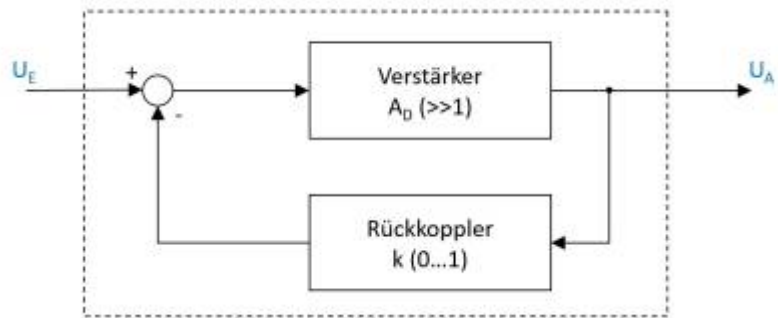 U_E
+
-
Verstärker
A_D (>>1)
U_A
Rückkoppler
k (0...1)